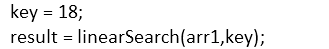 key = 18;
result = linearSearch(arr1,key);